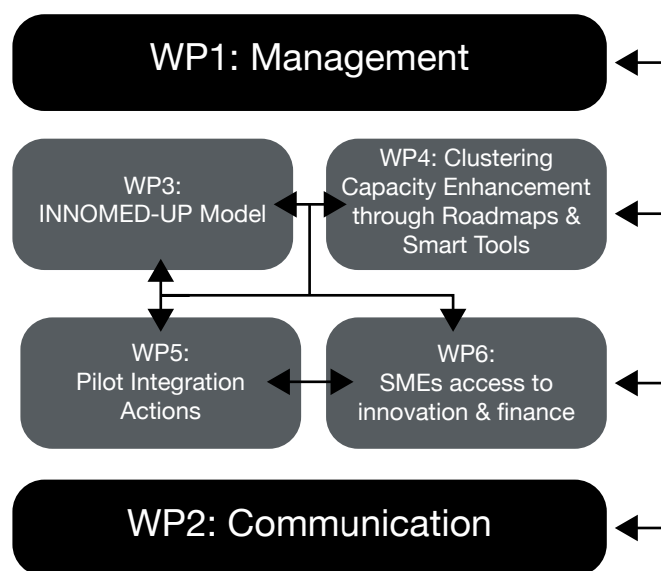 WP1: Management
WP3:
INNOMED-UP Model
WP4: Clustering
Capacity Enhancement
through Roadmaps &
Smart Tools
WP5:
Pilot Integration
Actions
WP6:
SMEs access to
innovation & finance
WP2: Communication